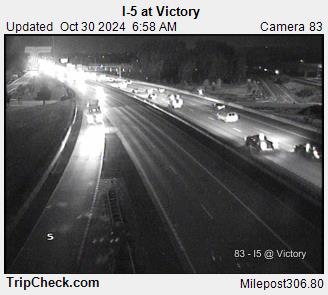 I-5 at Victory
Updated Oct 30 2024 6:58 AM Camera 83
S
83 - I5 @ Victory
TripCheck.com Milepost306.80